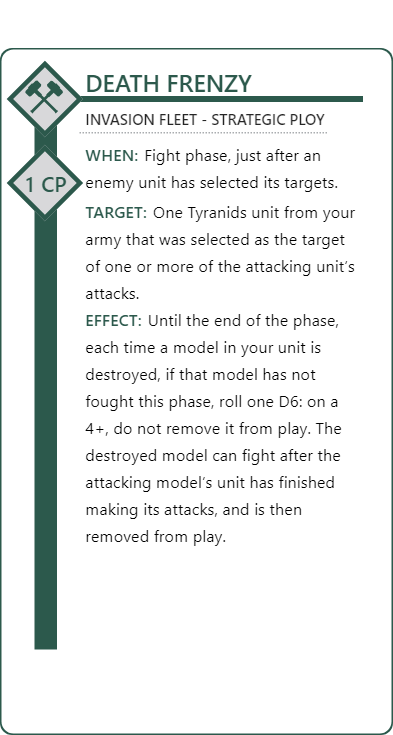 DEATH FRENZY
INVASION FLEET - STRATEGIC PLOY
1 CP
WHEN: Fight phase, just after an
enemy unit has selected its targets.
TARGET: One Tyranids unit from your
army that was selected as the target
of one or more of the attacking unit’s
attacks.
EFFECT: Until the end of the phase,
each time a model in your unit is
destroyed, if that model has not
fought this phase, roll one D6: on a
4+, do not remove it from play. The
destroyed model can fight after the
attacking model’s unit has finished
making its attacks, and is then
removed from play.